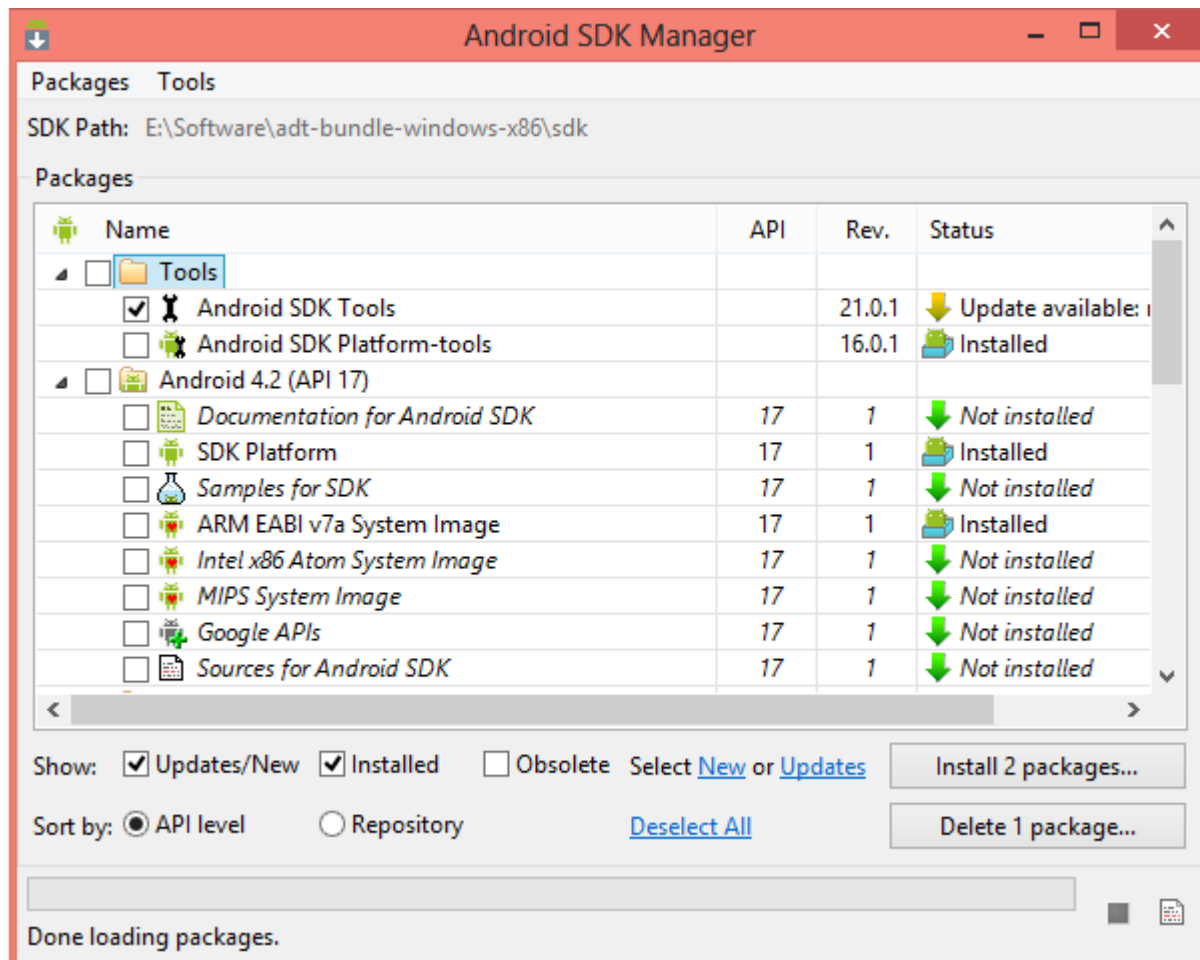 Android SDK Manager
Packages Tools
SDK Path: E:\Software\adt-bundle-windows-x86\sdk
Packages
Name API Rev. Status
Tools
Android SDK Tools 21.0.1 Update available:
Android SDK Platform-tools 16.0.1 Installed
Android 4.2 (API 17)
Documentation for Android SDK 17 1 Not installed
SDK Platform 17 1 Installed
Samples for SDK 17 1 Not installed
ARM EABI v7a System Image 17 1 Installed
Intel x86 Atom System Image 17 1 Not installed
MIPS System Image 17 1 Not installed
Google APIs 17 1 Not installed
Sources for Android SDK 17 1 Not installed
Show: Updates/New Installed Obsolete Select New or Updates Install 2 packages...
Sort by: API level Repository Deselect All Delete 1 package...
Done loading packages.